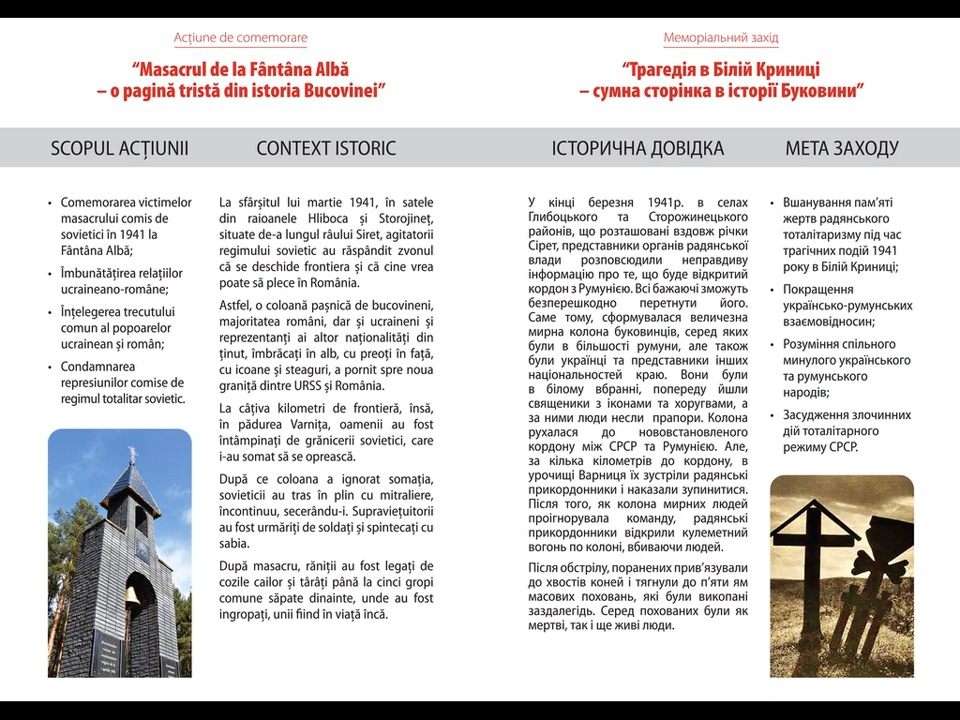 Acțiune de comemorare
“Masacrul de la Fântâna Albă
– o pagină tristă din istoria Bucovinei”
SCOPUL ACȚIUNII
• Comemorarea victimelor
masacrului comis de
sovietici în 1941 la
Fântâna Albă;
• Îmbunătățirea relațiilor
ucraineano-române;
• Înțelegerea trecutului
comun al popoarelor
ucrainean și român;
• Condamnarea
represiunilor comise de
regimul totalitar sovietic.
CONTEXT ISTORIC
La sfârșitul lui martie 1941, în satele
din raioanele Hliboca și Storojineț,
situate de-a lungul râului Siret, agitatorii
regimului sovietic au răspândit zvonul
că se deschide frontiera și că cine vrea
poate să plece în România.
Astfel, o coloană pașnică de bucovineni,
majoritatea români, dar și ucraineni și
reprezentanți ai altor naționalități din
ținut, îmbrăcați în alb, cu preoți în față,
cu icoane și steaguri, a pornit spre noua
graniță dintre URSS și România.
La câțiva kilometri de frontieră, însă,
în pădurea Varnița, oamenii au fost
întâmpinați de grănicerii sovietici, care
i-au somat să se oprească.
După ce coloana a ignorat somația,
sovieticii au tras în plin cu mitraliere,
încontinuu, secerându-i. Supraviețuitorii
au fost urmăriți de soldați și spintecați cu
sabia.
După masacru, răniții au fost legați de
cozile cailor și târâți până la cinci gropi
comune săpate dinainte, unde au fost
îngropați, unii fiind în viață încă.
Меморіальний захід
“Трагедія в Білій Криниці
– сумна сторінка в історії Буковини”
ІСТОРИЧНА ДОВІДКА
У кінці березня 1941р. в селах
Глибоцького та Сторожинецького
районів, що розташовані вздовж річки
Сірет, представники органів радянської
влади розповсюдили неправдиву
інформацію про те, що буде відкритий
кордон з Румунією. Всі бажаючі зможуть
безперешкодно перетнути його.
Саме тому, сформувалася величезна
мирна колона буковинців, серед яких
були в більшості румуни, але також
були українці та представники інших
національностей краю. Вони були
в білому вбранні, попереду йшли
священики з іконами та хоругвами, а
за ними люди несли прапори. Колона
рухалася до нововстановленого
кордону між СРСР та Румунією. Але,
за кілька кілометрів до кордону, в
урочищі Варниця їх зустріли радянські
прикордонники і наказали зупинитися.
Після того, як колона мирних людей
проігнорувала команду, радянські
прикордонники відкрили кулеметний
вогонь по колоні, вбиваючи людей.
Після обстрілу, поранених прив’язували
до хвостів коней і тягнули до п’яти ям
масових поховань, які були викопані
заздалегідь. Серед похованих були як
мертві, так і ще живі люди.
МЕТА ЗАХОДУ
• Вшанування пам’яті
жертв радянського
тоталітаризму під час
трагічних подій 1941
року в Білій Криниці;
• Покращення
українсько-румунських
взаємовідносин;
• Розуміння спільного
минулого українського
та румунського
народів;
• Засудження злочинних
дій тоталітарного
режиму СРСР.